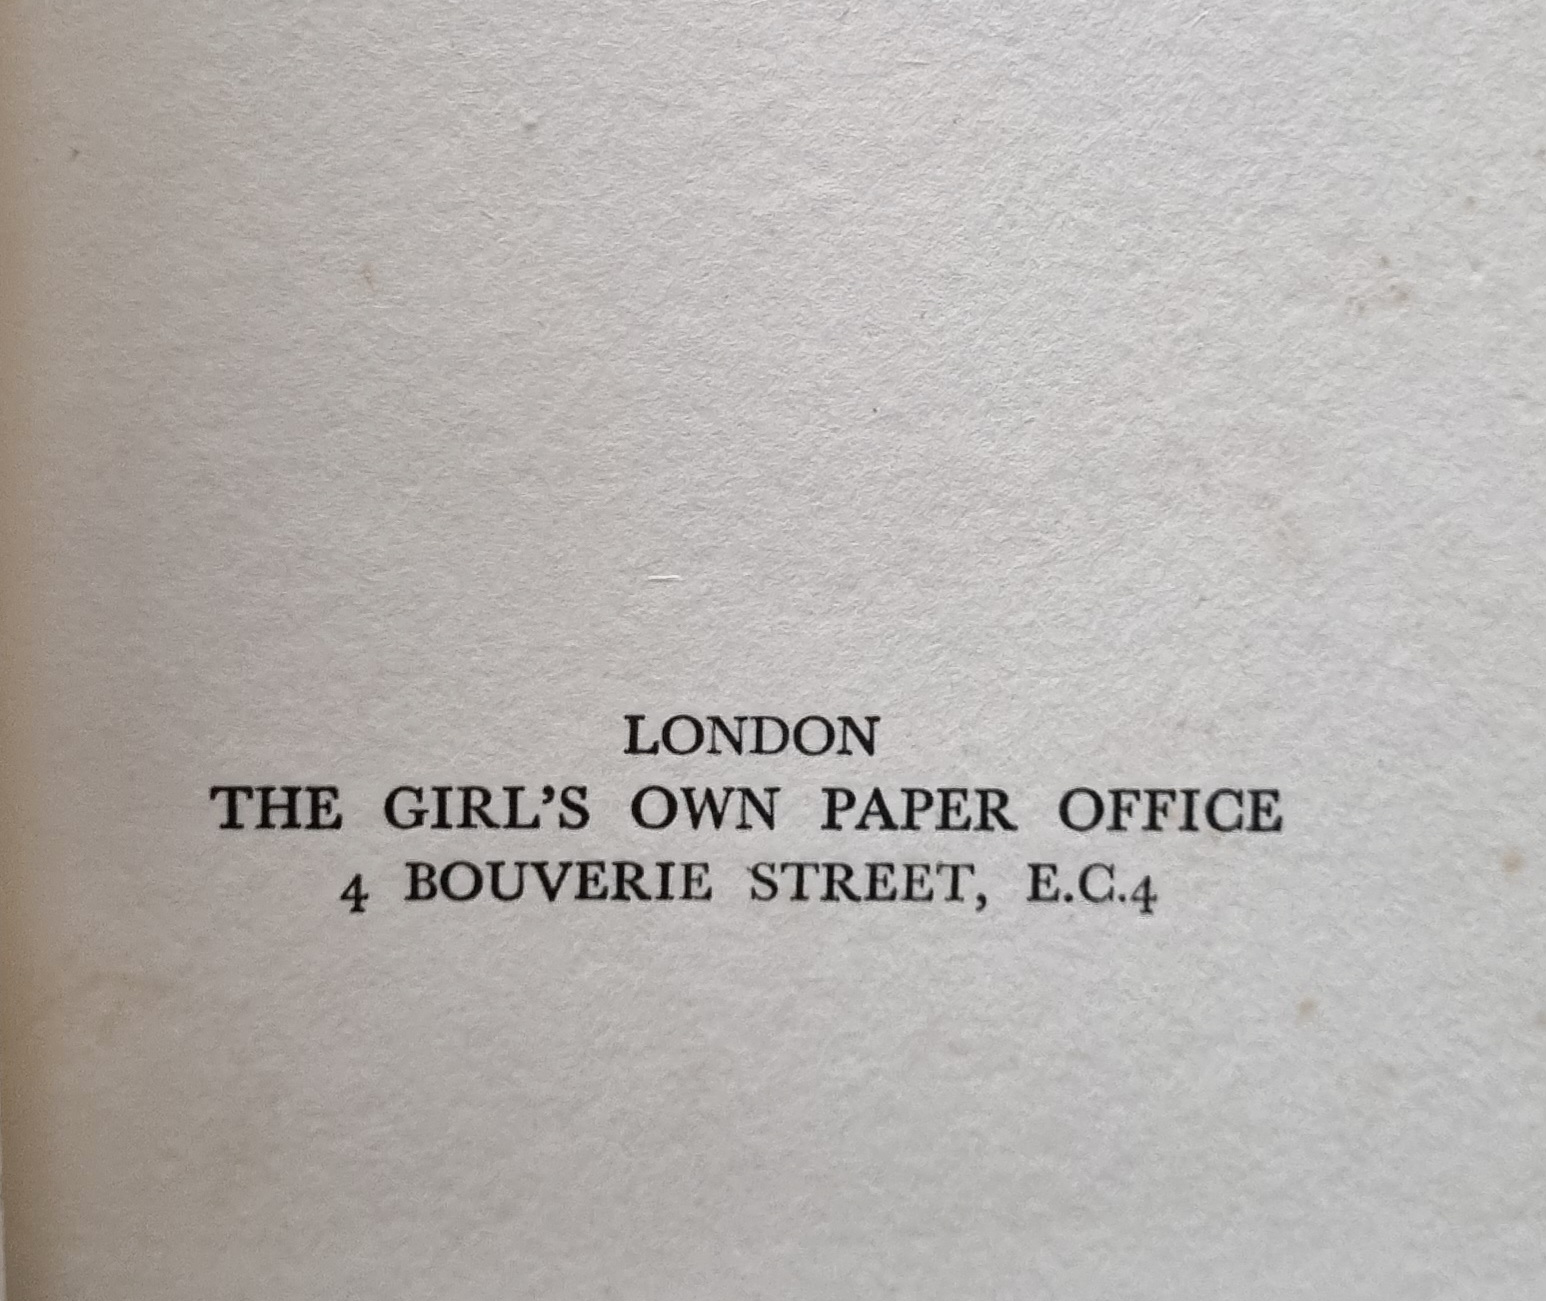 LONDON
THE GIRL’S OWN PAPER OFFICE
4 BOUVERIE STREET, E.C.4